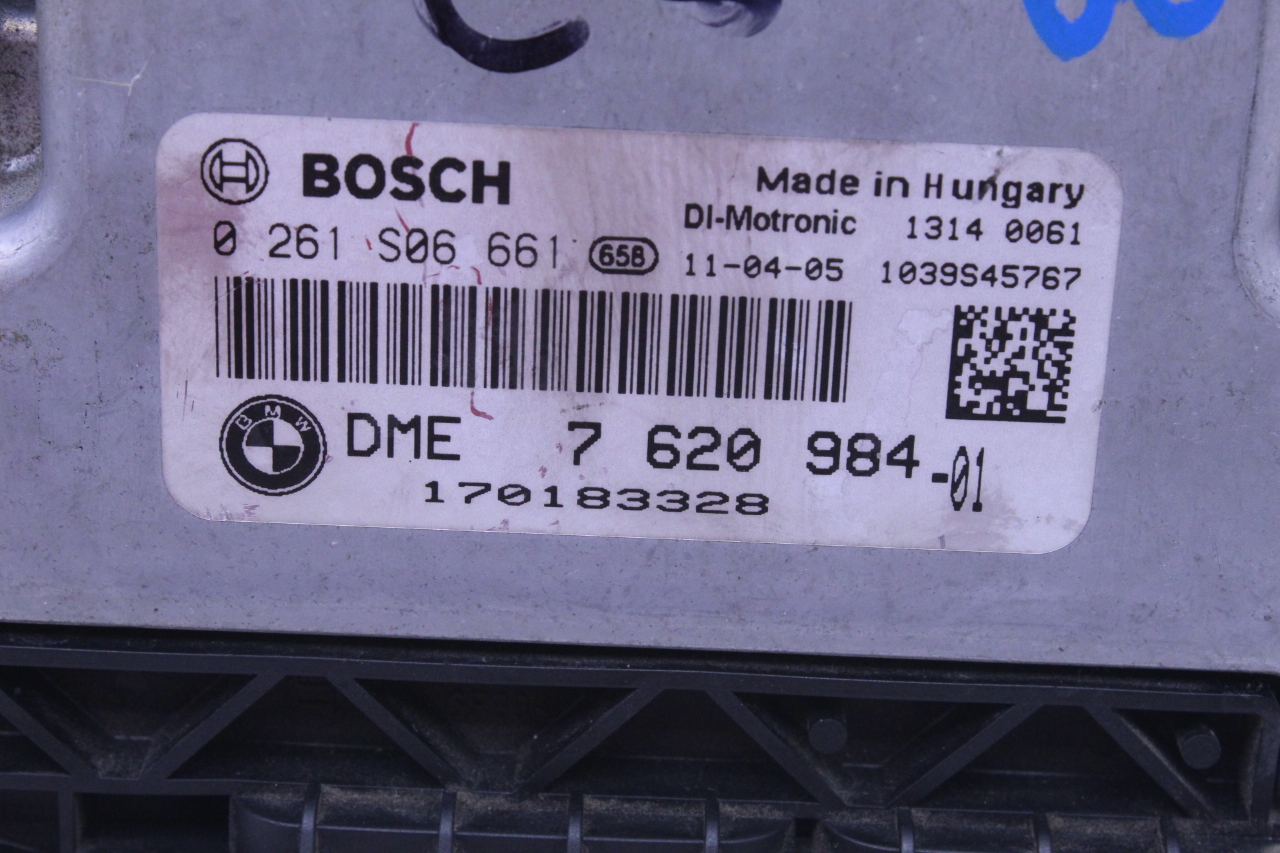 BOSCH
Made in Hungary
DI-Motronic 1314 0061
0 261 S06 661 658 11-04-05 1039S45767
BMW DME 7 620 984-01
170183328